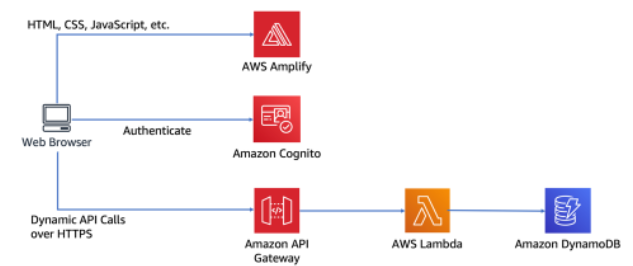 HTML, CSS, JavaScript, etc.
AWS Amplify
Web Browser
Authenticate
Amazon Cognito
Dynamic API Calls
over HTTPS
Amazon API
Gateway
AWS Lambda
Amazon DynamoDB